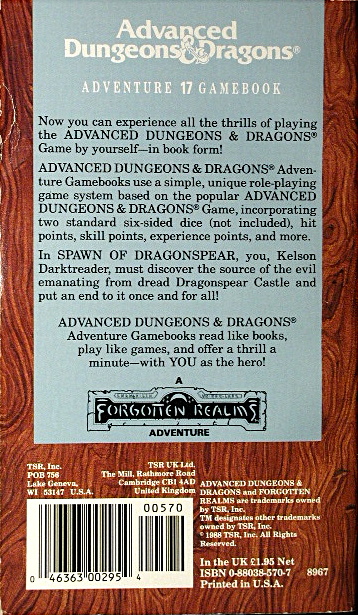 Advanced
Dungeons & Dragons®
ADVENTURE 17 GAMEBOOK
Now you can experience all the thrills of playing
the ADVANCED DUNGEONS & DRAGONS®
Game by yourself—in book form!
ADVANCED DUNGEONS & DRAGONS® Adven-
ture Gamebooks use a simple, unique role-playing
game system based on the popular ADVANCED
DUNGEONS & DRAGONS® Game, incorporating
two standard six-sided dice (not included), hit
points, skill points, experience points, and more.
In SPAWN OF DRAGONSPEAR, you, Kelson
Darktreader, must discover the source of the evil
emanating from dread Dragonspear Castle and
put an end to it once and for all!
ADVANCED DUNGEONS & DRAGONS®
Adventure Gamebooks read like books,
play like games, and offer a thrill a
minute—with YOU as the hero!
A
FORGOTTEN REALMS
ADVENTURE
TSR, Inc.
POB 756
Lake Geneva,
WI 53147 U.S.A.
TSR UK Ltd.
The Mill, Rathmore Road
Cambridge CB1 4AD
United Kingdom
ADVANCED DUNGEONS &
DRAGONS and FORGOTTEN
REALMS are trademarks owned
by TSR, Inc.
TM designates other trademarks
owned by TSR, Inc.
©1988 TSR, Inc. All Rights
Reserved.
00570
0 46363 00295 4
In the UK £1.95 Net
ISBN 0-88038-570-7 8967
Printed in U.S.A.